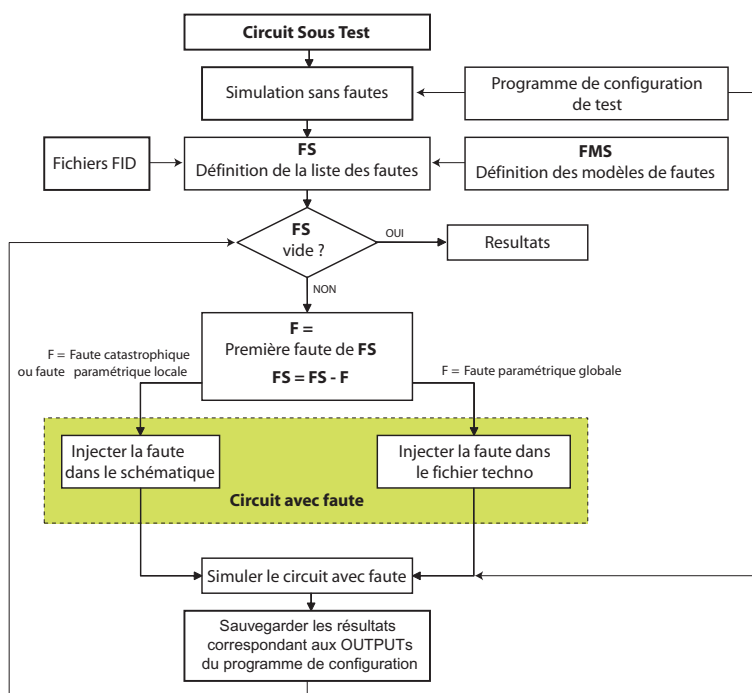 Circuit Sous Test
Simulation sans fautes
Programme de configuration
de test
Fichiers FID
FS
Définition de la liste des fautes
FMS
Définition des modèles de fautes
FS
vide ?
OUI
Resultats
NON
F =
Première faute de FS
FS = FS - F
F = Faute catastrophique
ou faute paramétrique locale
F = Faute paramétrique globale
Injecter la faute
dans le schématique
Injecter la faute dans
le fichier techno
Circuit avec faute
Simuler le circuit avec faute
Sauvegarder les résultats
correspondant aux OUTPUTs
du programme de configuration